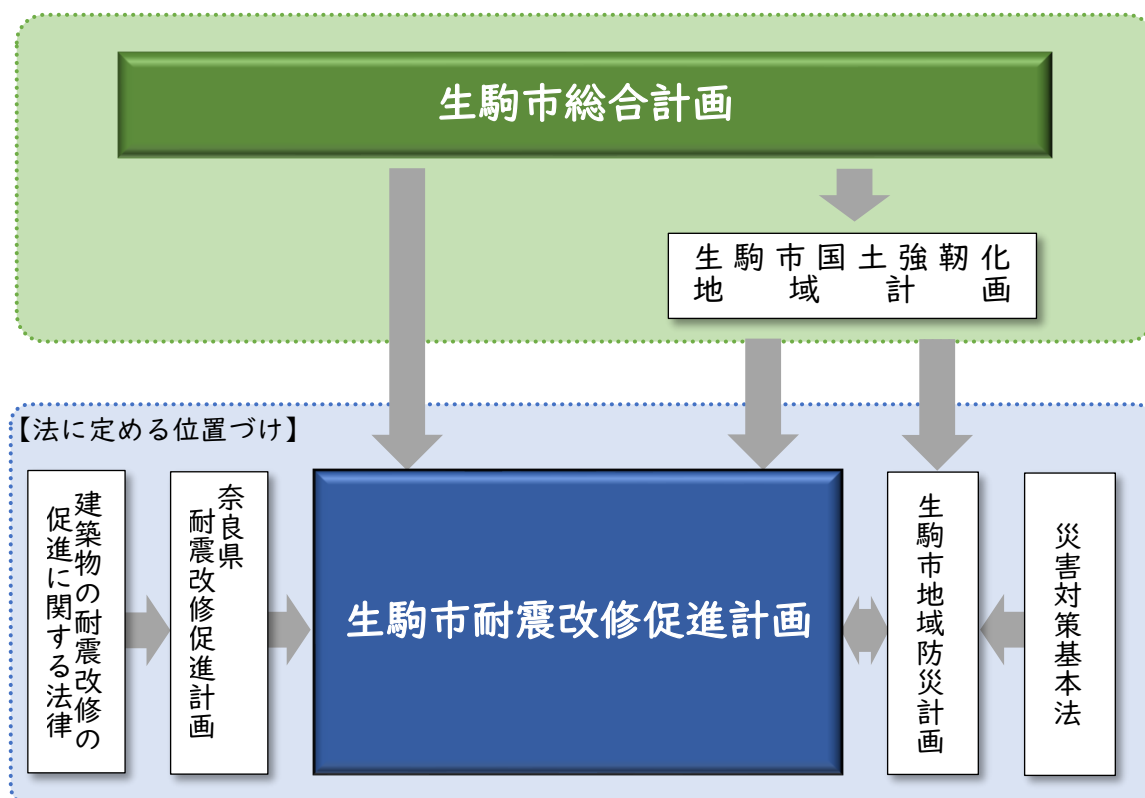 生駒市総合計画
生駒市国土強靭化
地域計画
【法に定める位置づけ】
建築物の耐震改修の
促進に関する法律
奈良県
耐震改修促進計画
生駒市耐震改修促進計画
生駒市地域防災計画
災害対策基本法